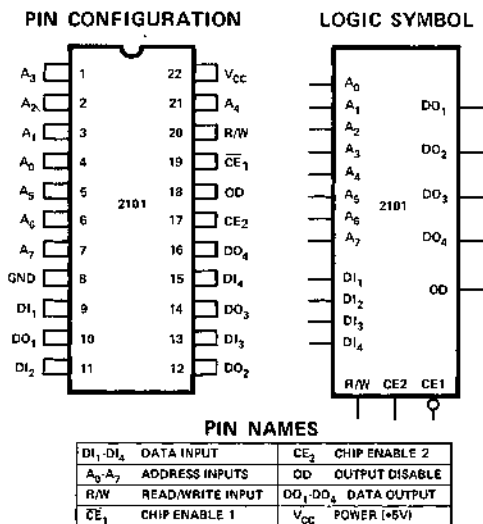 PIN CONFIGURATION
A₃ 1 22 V_CC
A₂ 2 21 A₄
A₁ 3 20 R/W
A₀ 4 19 C̅E̅₁
A₅ 5 18 OD
A₆ 6 17 CE₂
A₇ 7 16 DO₄
GND 8 15 DI₄
DI₁ 9 14 DO₃
DO₁ 10 13 DI₃
DI₂ 11 12 DO₂
2101
LOGIC SYMBOL
A₀
A₁
A₂
A₃
A₄
A₅
A₆
A₇
DI₁
DI₂
DI₃
DI₄
2101
DO₁
DO₂
DO₃
DO₄
OD
R/W CE2 CE1
PIN NAMES
DI₁-DI₄ DATA INPUT CE₂ CHIP ENABLE 2
A₀-A₇ ADDRESS INPUTS OD OUTPUT DISABLE
R/W READ/WRITE INPUT DO₁-DO₄ DATA OUTPUT
C̅E̅₁ CHIP ENABLE 1 V_CC POWER (+5V)